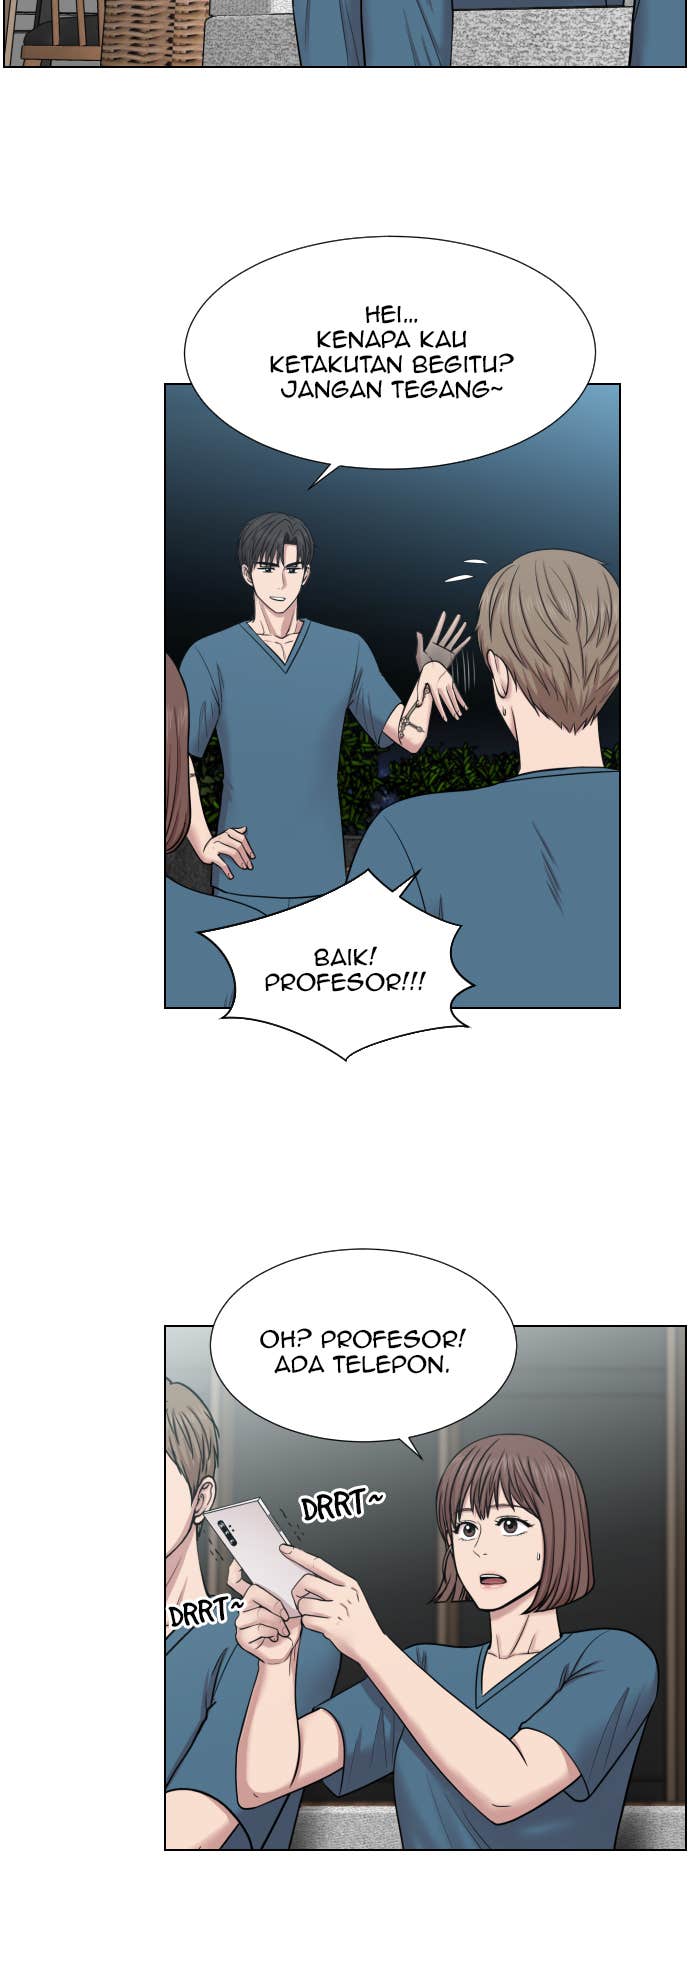 HEI...
KENAPA KAU
KETAKUTAN BEGITU?
JANGAN TEGANG~
BAIK!
PROFESOR!!!
OH? PROFESOR!
ADA TELEPON.
DRRT~
DRRT~